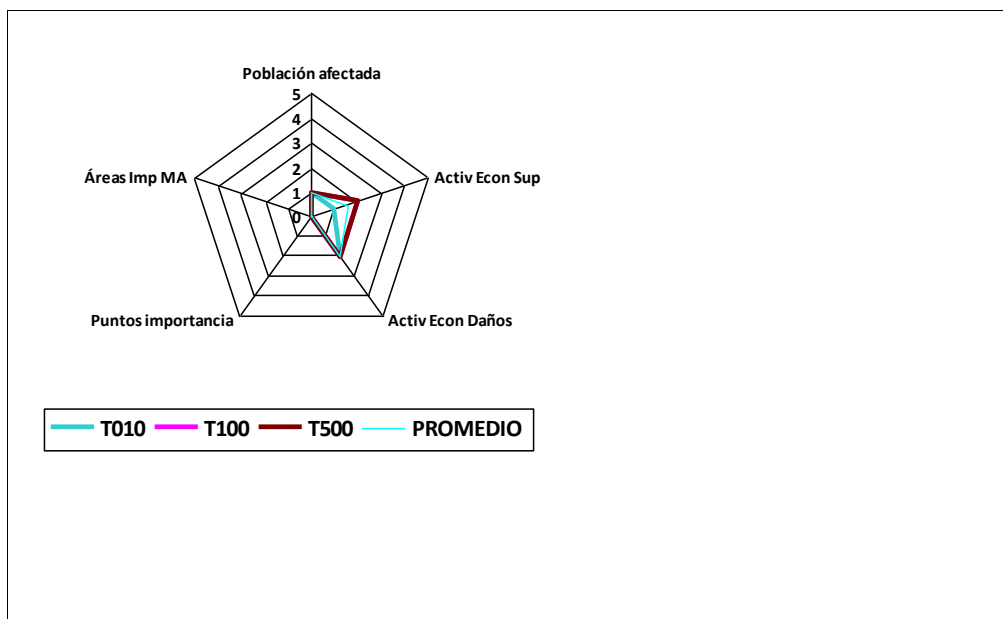 Población afectada
5
4
3
2
1
0
Áreas Imp MA
Activ Econ Sup
Puntos importancia
Activ Econ Daños
T010 T100 T500 PROMEDIO